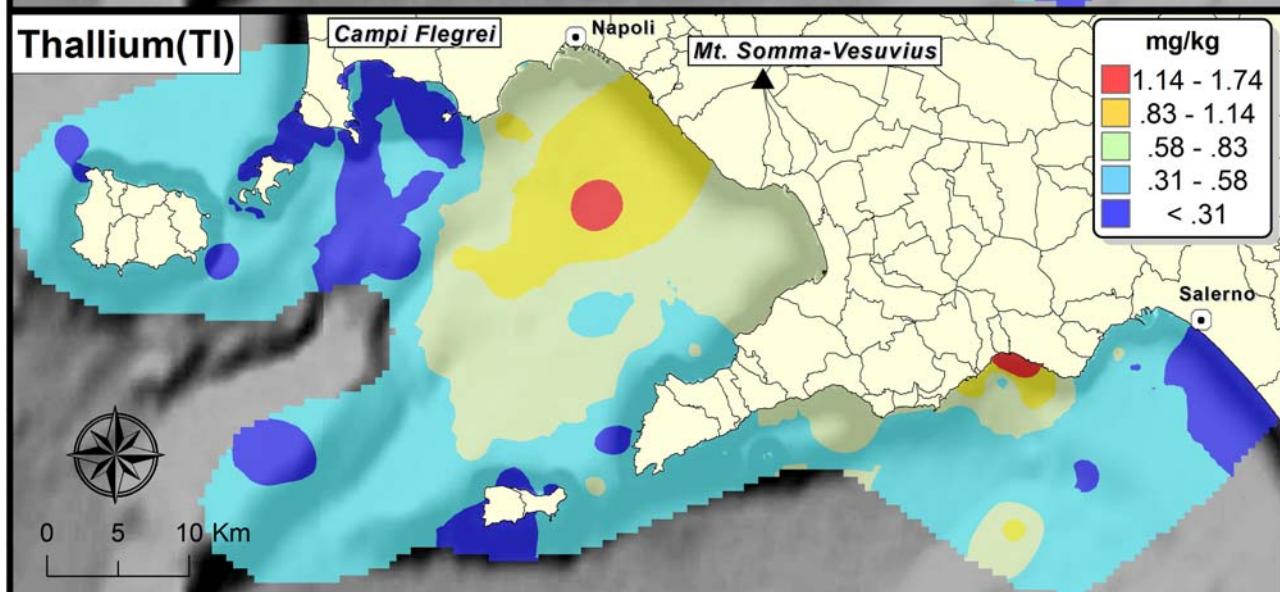 Thallium(Tl)
Campi Flegrei
Napoli
Mt. Somma-Vesuvius
mg/kg
1.14 - 1.74
.83 - 1.14
.58 - .83
.31 - .58
< .31
Salerno
0 5 10 Km